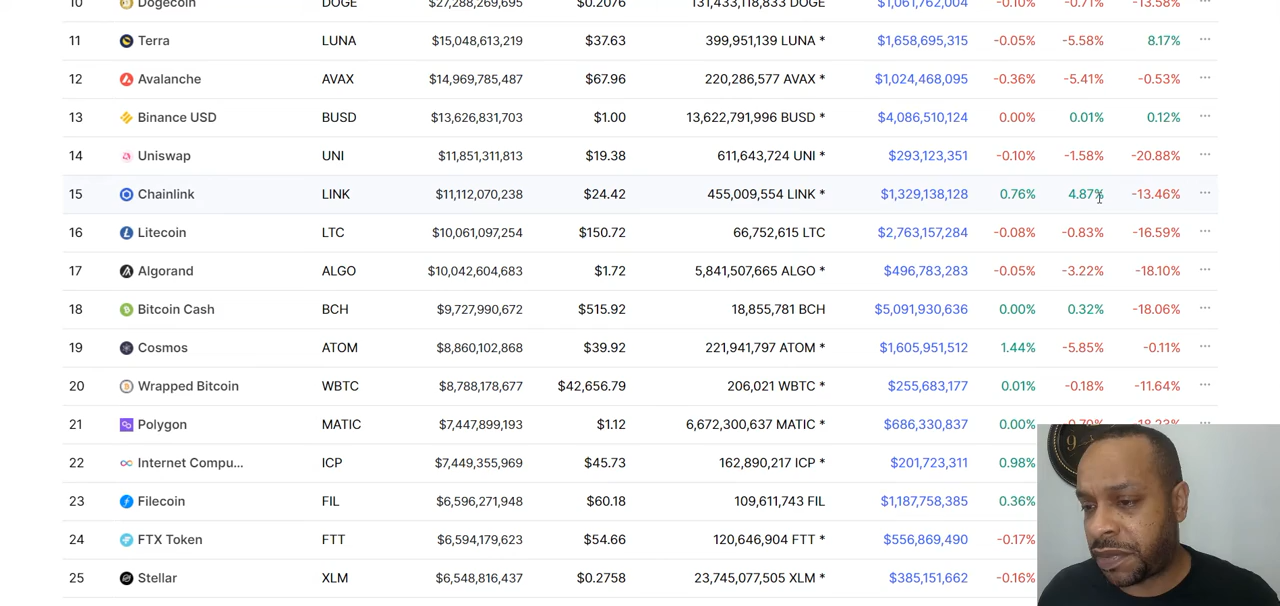 10 Dogecoin DOGE $27,288,269,695 $0.2076 131,433,118,833 DOGE $1,061,762,004 -0.10% -0.71% -13.58%
11 Terra LUNA $15,048,613,219 $37.63 399,951,139 LUNA * $1,658,695,315 -0.05% -5.58% 8.17% ...
12 Avalanche AVAX $14,969,785,487 $67.96 220,286,577 AVAX * $1,024,468,095 -0.36% -5.41% -0.53% ...
13 Binance USD BUSD $13,626,831,703 $1.00 13,622,791,996 BUSD * $4,086,510,124 0.00% 0.01% 0.12% ...
14 Uniswap UNI $11,851,311,813 $19.38 611,643,724 UNI * $293,123,351 -0.10% -1.58% -20.88% ...
15 Chainlink LINK $11,112,070,238 $24.42 455,009,554 LINK * $1,329,138,128 0.76% 4.87% -13.46% ...
16 Litecoin LTC $10,061,097,254 $150.72 66,752,615 LTC $2,763,157,284 -0.08% -0.83% -16.59% ...
17 Algorand ALGO $10,042,604,683 $1.72 5,841,507,665 ALGO * $496,783,283 -0.05% -3.22% -18.10% ...
18 Bitcoin Cash BCH $9,727,990,672 $515.92 18,855,781 BCH $5,091,930,636 0.00% 0.32% -18.06% ...
19 Cosmos ATOM $8,860,102,868 $39.92 221,941,797 ATOM * $1,605,951,512 1.44% -5.85% -0.11% ...
20 Wrapped Bitcoin WBTC $8,788,178,677 $42,656.79 206,021 WBTC * $255,683,177 0.01% -0.18% -11.64% ...
21 Polygon MATIC $7,447,899,193 $1.12 6,672,300,637 MATIC * $686,330,837 0.00% ...
22 Internet Compu... ICP $7,449,355,969 $45.73 162,890,217 ICP * $201,723,311 0.98%
23 Filecoin FIL $6,596,271,948 $60.18 109,611,743 FIL $1,187,758,385 0.36%
24 FTX Token FTT $6,594,179,623 $54.66 120,646,904 FTT * $556,869,490 -0.17%
25 Stellar XLM $6,548,816,437 $0.2758 23,745,077,505 XLM * $385,151,662 -0.16%